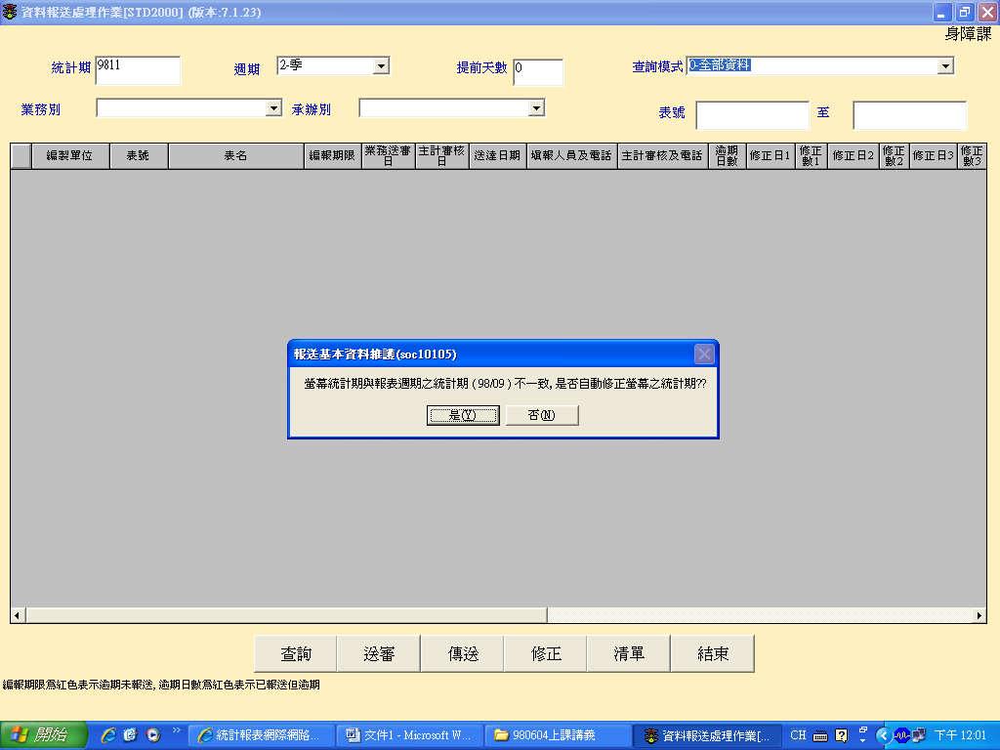 資料報送處理作業[STD2000] (版本:7.1.23)
身障課
統計期 9811 週期 2-季 提前天數 0 查詢模式 0-全部資料
業務別 承辦別 表號 至
編製單位 表號 表名 編報期限 業務送審日 主計審核日 送達日期 填報人員及電話 主計審核及電話 逾期日數 修正日1 修正數1 修正日2 修正數2 修正日3 修正數3
報送基本資料維護(soc10105)
螢幕統計期與報表週期之統計期 ( 98/09 ) 不一致, 是否自動修正螢幕之統計期??
是(Y) 否(N)
查詢 送審 傳送 修正 清單 結束
編報期限為紅色表示逾期未報送, 逾期日數為紅色表示已報送但逾期
開始 » 統計報表網際網路... 文件1 - Microsoft W... 980604上課講義 資料報送處理作業[... CH 下午 12:01